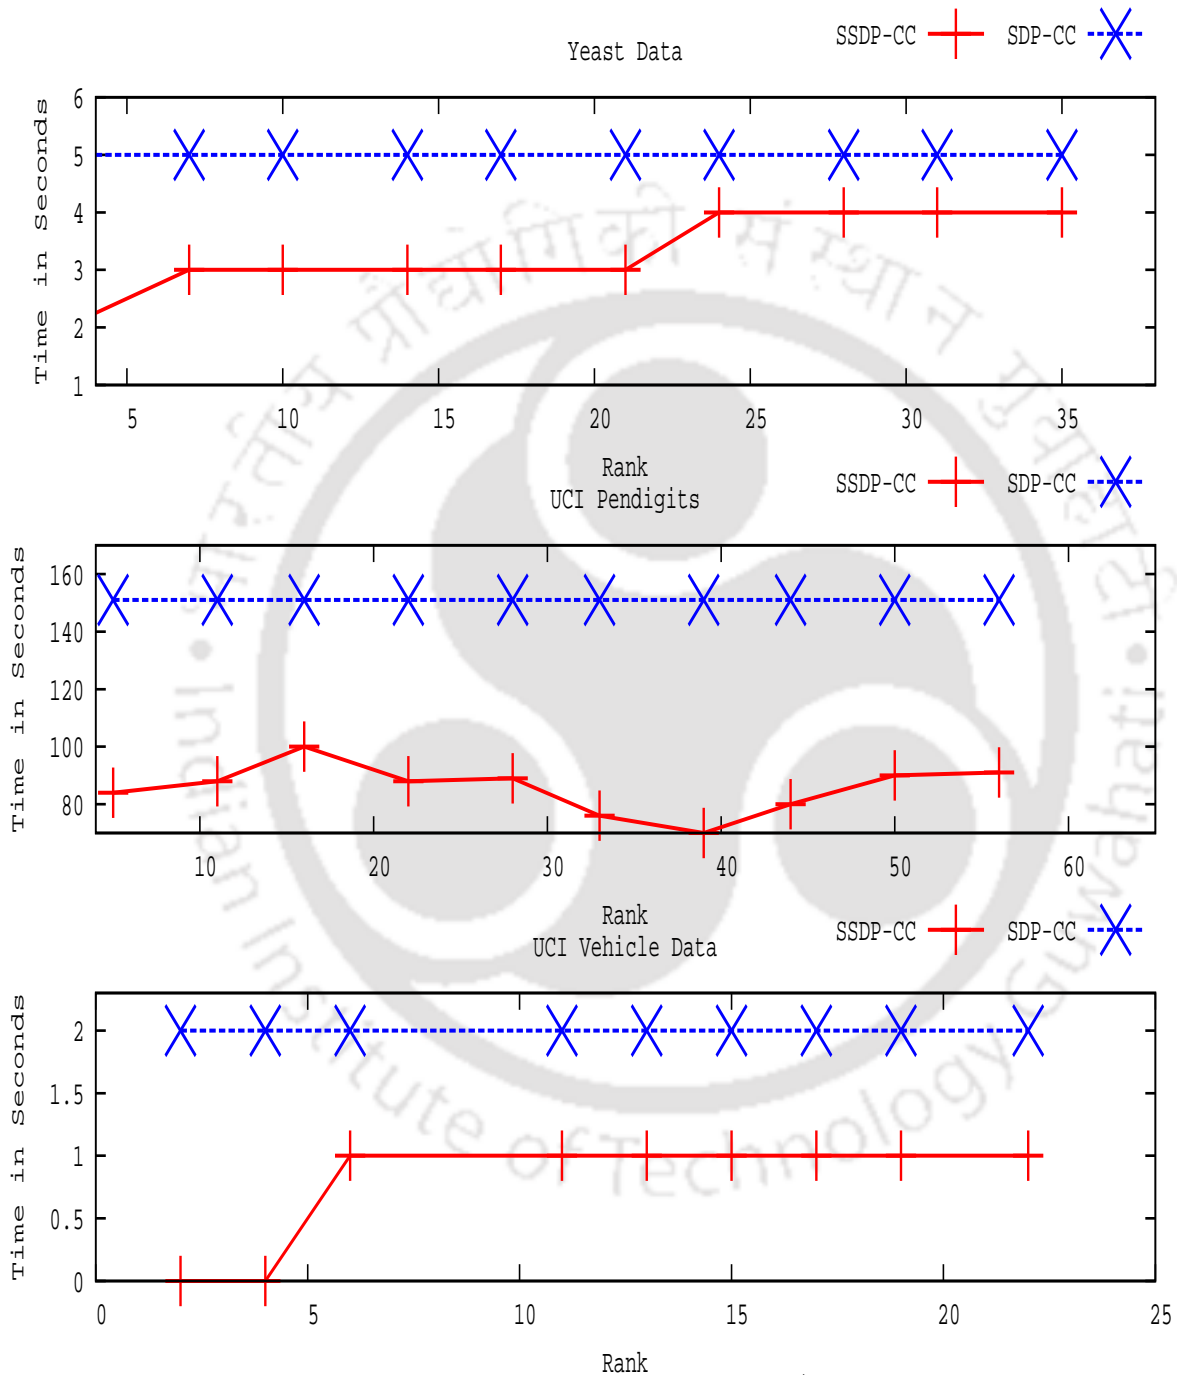 Yeast Data
SSDP-CC
SDP-CC
Time in Seconds
6
5
4
3
2
1
5 10 15 20 25 30 35
Rank
UCI Pendigits
SSDP-CC
SDP-CC
Time in Seconds
160
140
120
100
80
10 20 30 40 50 60
Rank
UCI Vehicle Data
SSDP-CC
SDP-CC
Time in Seconds
2
1.5
1
0.5
0
0 5 10 15 20 25
Rank
भारतीय प्रौद्योगिकी संस्थान गुवाहाटी
Indian Institute of Technology Guwahati